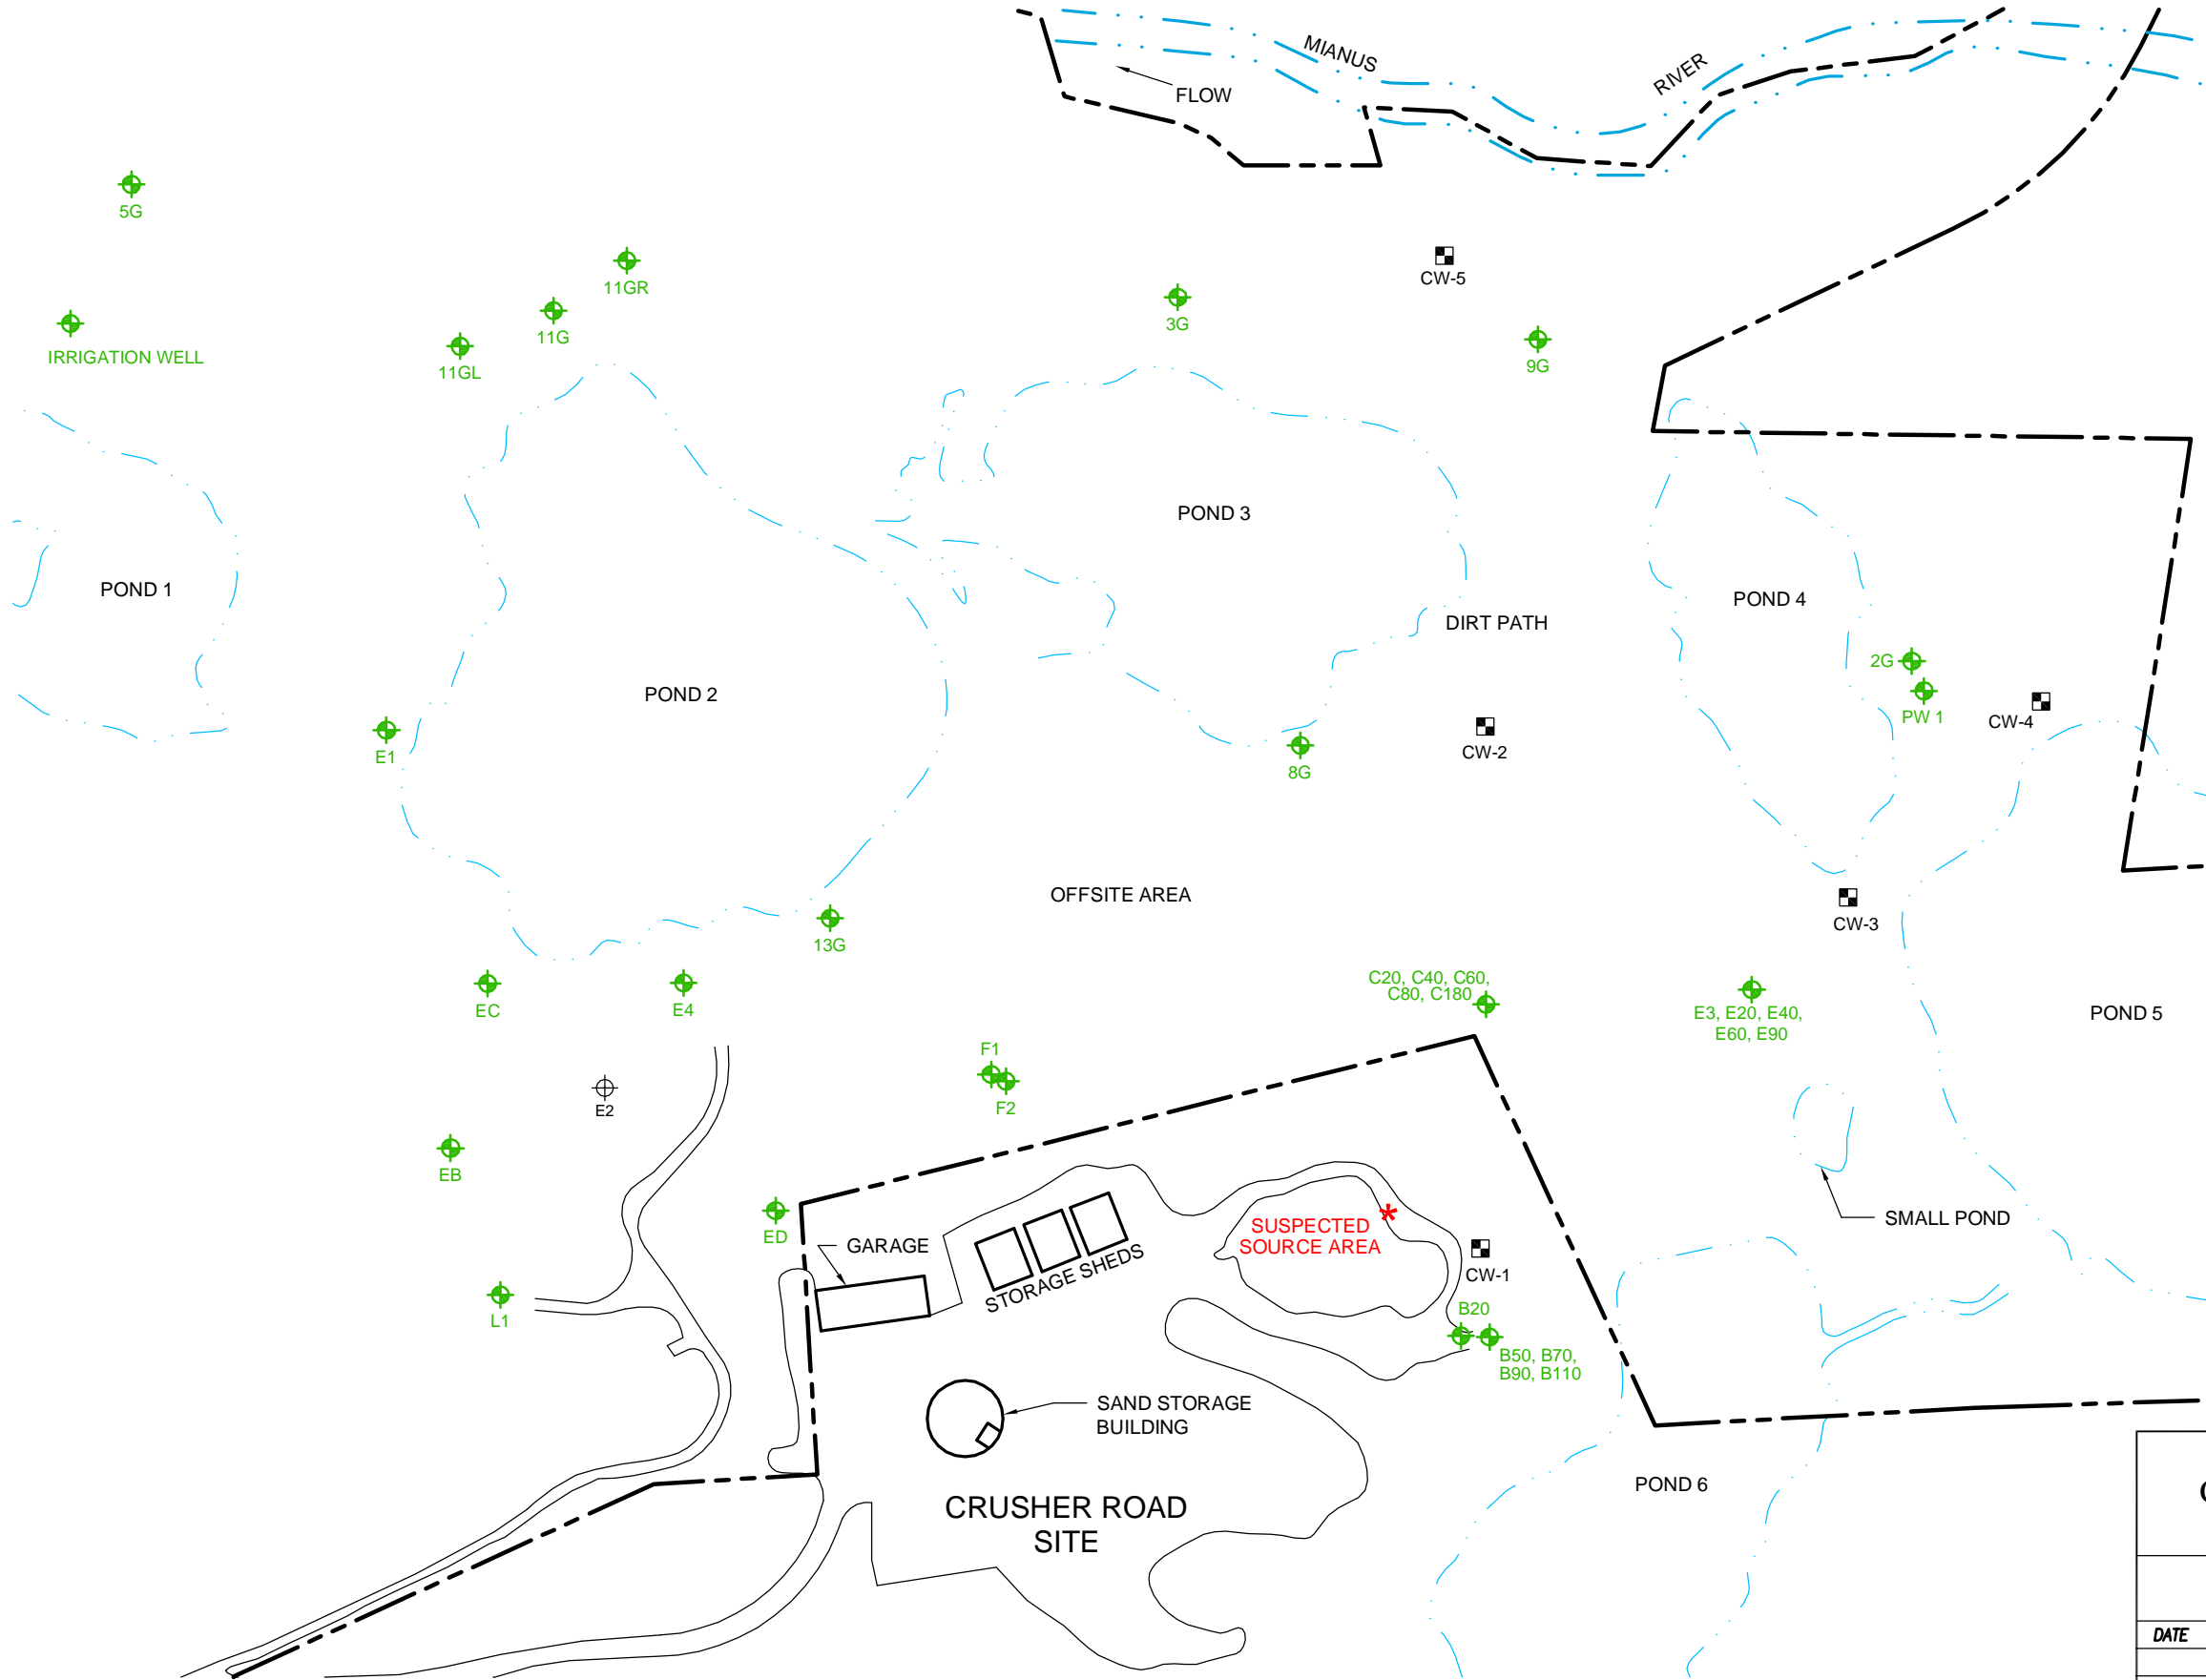 MIANUS
RIVER
FLOW
5G
11GR
CW-5
3G
11G
IRRIGATION WELL
11GL
9G
POND 3
POND 1
POND 4
DIRT PATH
2G
POND 2
PW 1
CW-4
E1
CW-2
8G
OFFSITE AREA
CW-3
13G
C20, C40, C60,
C80, C180
EC
E4
E3, E20, E40,
E60, E90
POND 5
F1
F2
E2
EB
SMALL POND
ED
SUSPECTED *
SOURCE AREA
GARAGE
STORAGE SHEDS
CW-1
L1
B20
B50, B70,
B90, B110
SAND STORAGE
BUILDING
POND 6
CRUSHER ROAD
SITE
DATE